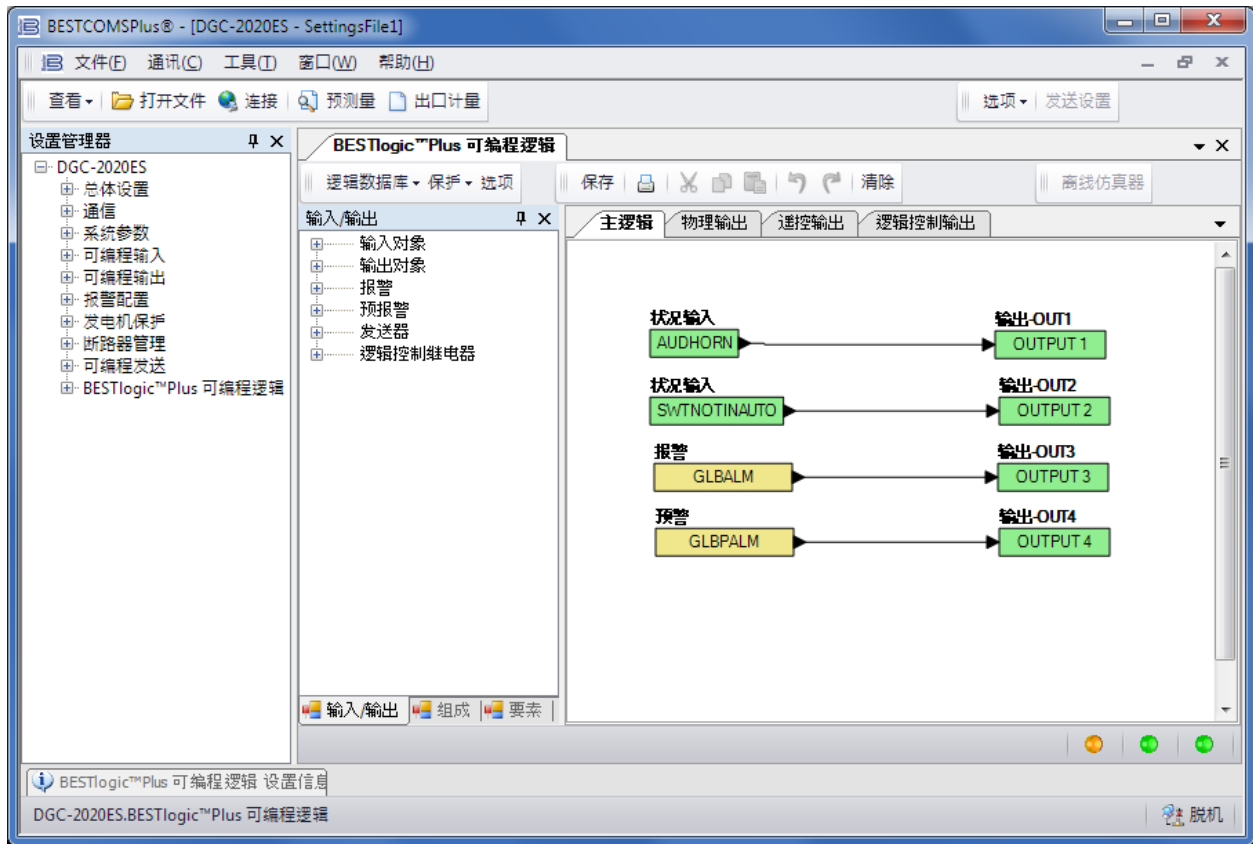 BESTCOMSPlus® - [DGC-2020ES - SettingsFile1]
文件(F) 通讯(C) 工具(T) 窗口(W) 帮助(H)
查看 打开文件 连接 预测量 出口计量 选项 发送设置
设置管理器
DGC-2020ES
总体设置
通信
系统参数
可编程输入
可编程输出
报警配置
发电机保护
断路器管理
可编程发送
BESTlogic™Plus 可编程逻辑
BESTlogic™Plus 可编程逻辑
逻辑数据库 保护 选项 保存 清除 离线仿真器
输入/输出
输入对象
输出对象
报警
预报警
发送器
逻辑控制继电器
输入/输出 组成 要素
主逻辑 物理输出 遥控输出 逻辑控制输出
状况输入 输出-OUT1
AUDHORN OUTPUT 1
状况输入 输出-OUT2
SWTNOTINAUTO OUTPUT 2
报警 输出-OUT3
GLBALM OUTPUT 3
预警 输出-OUT4
GLBPALM OUTPUT 4
BESTlogic™Plus 可编程逻辑 设置信息
DGC-2020ES.BESTlogic™Plus 可编程逻辑 脱机